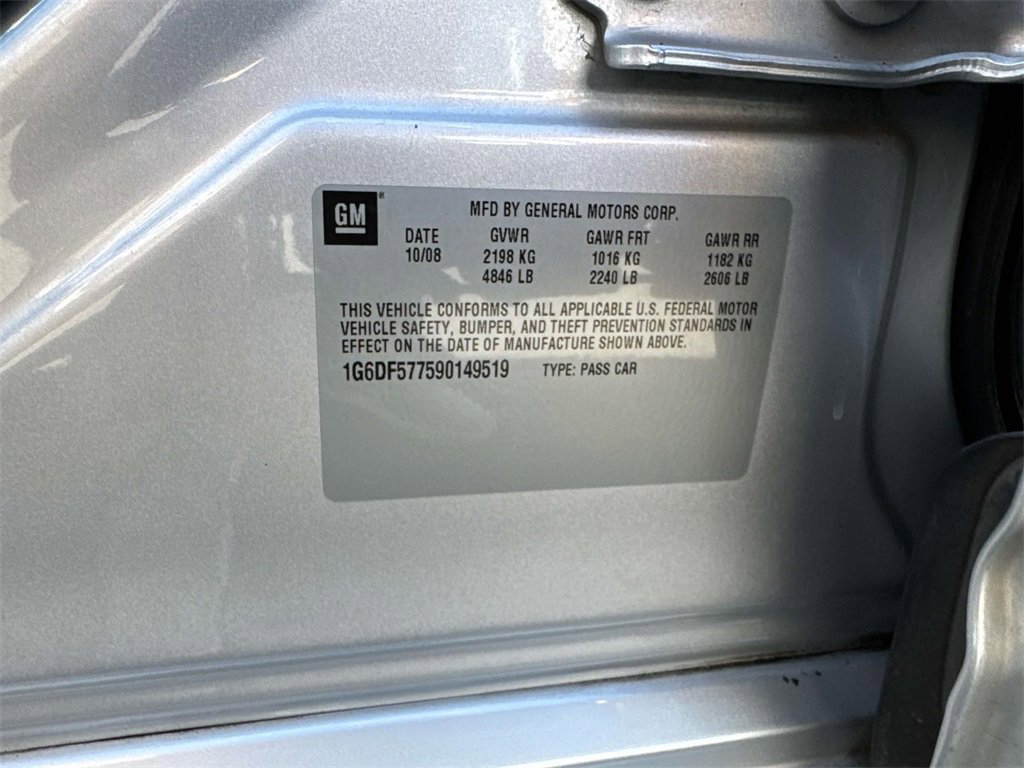 GM®
MFD BY GENERAL MOTORS CORP.
DATE GVWR GAWR FRT GAWR RR
10/08 2198 KG 1016 KG 1182 KG
4846 LB 2240 LB 2606 LB
THIS VEHICLE CONFORMS TO ALL APPLICABLE U.S. FEDERAL MOTOR
VEHICLE SAFETY, BUMPER, AND THEFT PREVENTION STANDARDS IN
EFFECT ON THE DATE OF MANUFACTURE SHOWN ABOVE.
1G6DF577590149519 TYPE: PASS CAR